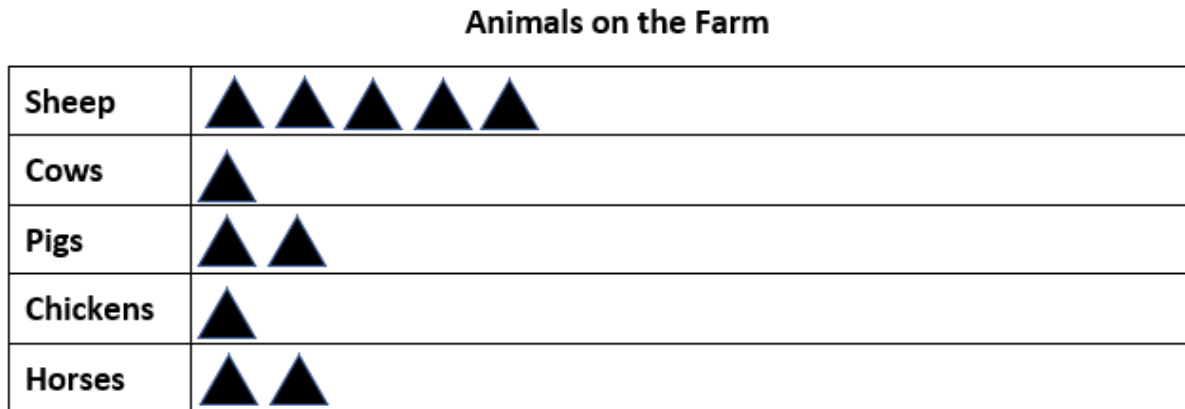 Animals on the Farm
Sheep
Cows
Pigs
Chickens
Horses